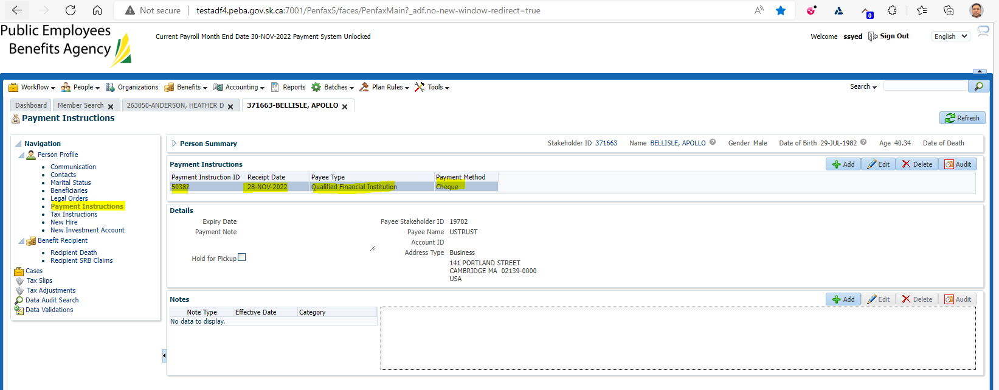 Not secure testadf4.peba.gov.sk.ca:7001/Penfax5/faces/PenfaxMain?_adf.no-new-window-redirect=true
0
Public Employees
Benefits Agency
Current Payroll Month End Date 30-NOV-2022 Payment System Unlocked
Welcome ssyed Sign Out English
Workflow People Organizations Benefits Accounting Reports Batches Plan Rules Tools Search
Dashboard Member Search 263050-ANDERSON, HEATHER D 371663-BELLISLE, APOLLO
Payment Instructions Refresh
Navigation
Person Profile
Communication
Contacts
Marital Status
Beneficiaries
Legal Orders
Payment Instructions
Tax Instructions
New Hire
New Investment Account
Benefit Recipient
Recipient Death
Recipient SRB Claims
Cases
Tax Slips
Tax Adjustments
Data Audit Search
Data Validations
Person Summary Stakeholder ID 371663 Name BELLISLE, APOLLO Gender Male Date of Birth 29-JUL-1982 Age 40.34 Date of Death
Payment Instructions Add Edit Delete Audit
Payment Instruction ID Receipt Date Payee Type Payment Method
50382 28-NOV-2022 Qualified Financial Institution Cheque
Details
Expiry Date Payee Stakeholder ID 19702
Payment Note Payee Name USTRUST
Account ID
Address Type Business
Hold for Pickup
141 PORTLAND STREET
CAMBRIDGE MA 02139-0000
USA
Notes Add Edit Delete Audit
Note Type Effective Date Category
No data to display.